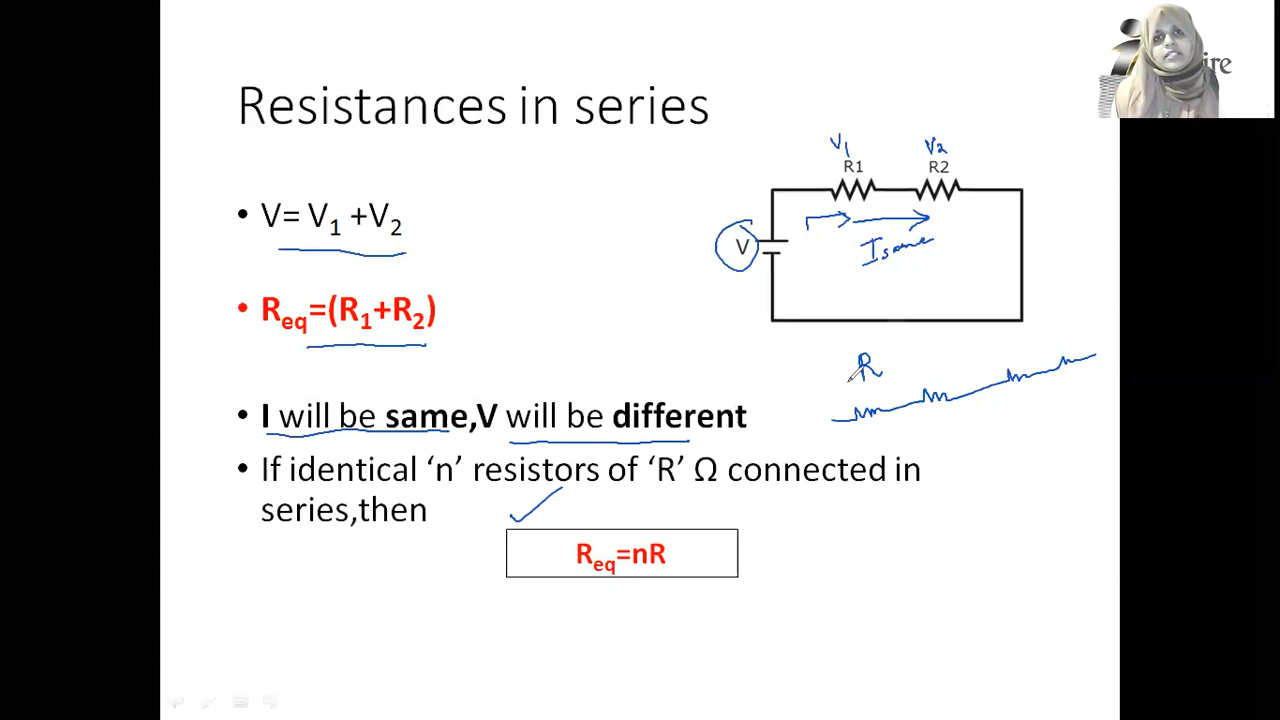 Resistances in series
• V= V₁ +V₂
• Req=(R₁+R₂)
• I will be same,V will be different
• If identical ‘n’ resistors of ‘R’ Ω connected in
series,then
Req=nR
V1
V2
R1
R2
V
I same
R
ire